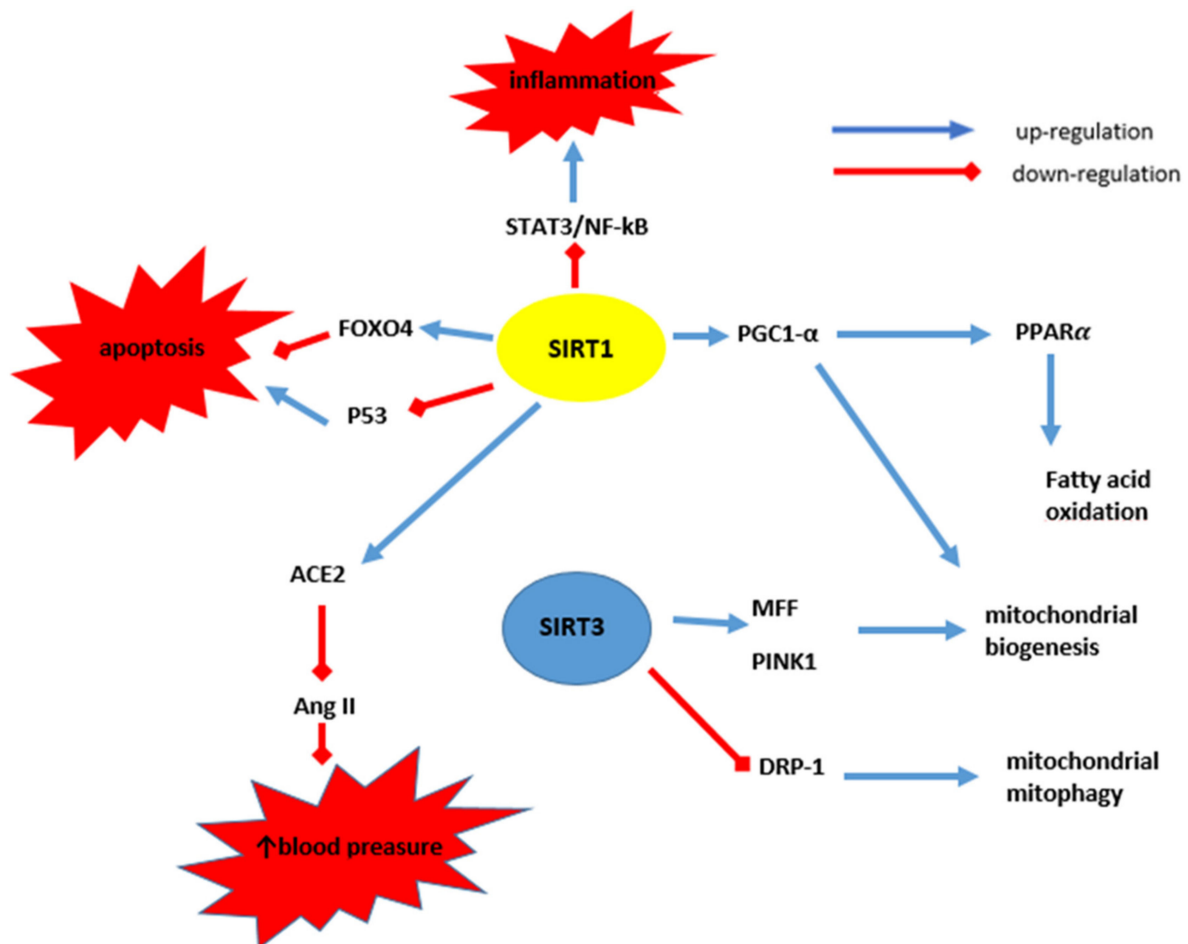 inflammation
up-regulation
down-regulation
STAT3/NF-kB
FOXO4
apoptosis
SIRT1
PGC1-α
PPARα
P53
Fatty acid
oxidation
ACE2
SIRT3
MFF
PINK1
mitochondrial
biogenesis
Ang II
DRP-1
mitochondrial
mitophagy
↑blood preasure